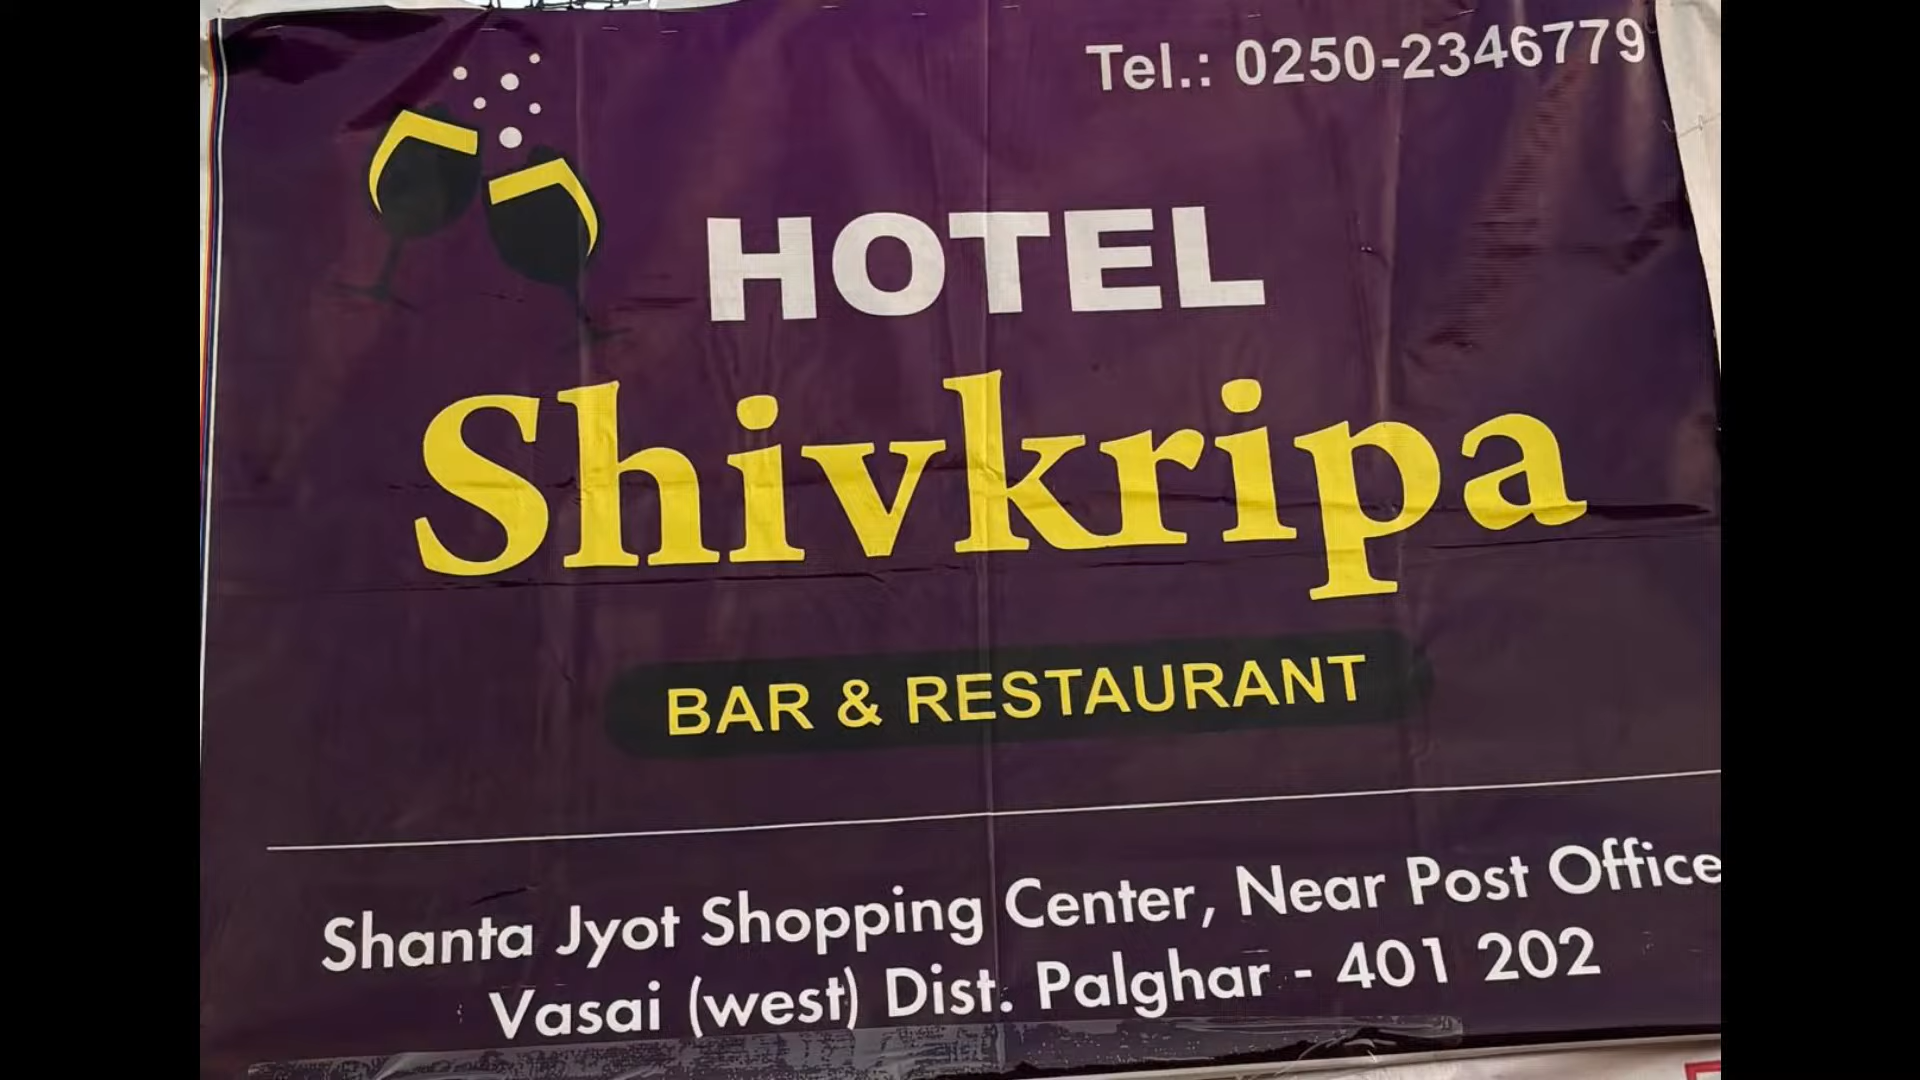 Tel.: 0250-2346779
HOTEL
Shivkripa
BAR & RESTAURANT
Shanta Jyot Shopping Center, Near Post Office
Vasai (west) Dist. Palghar - 401 202